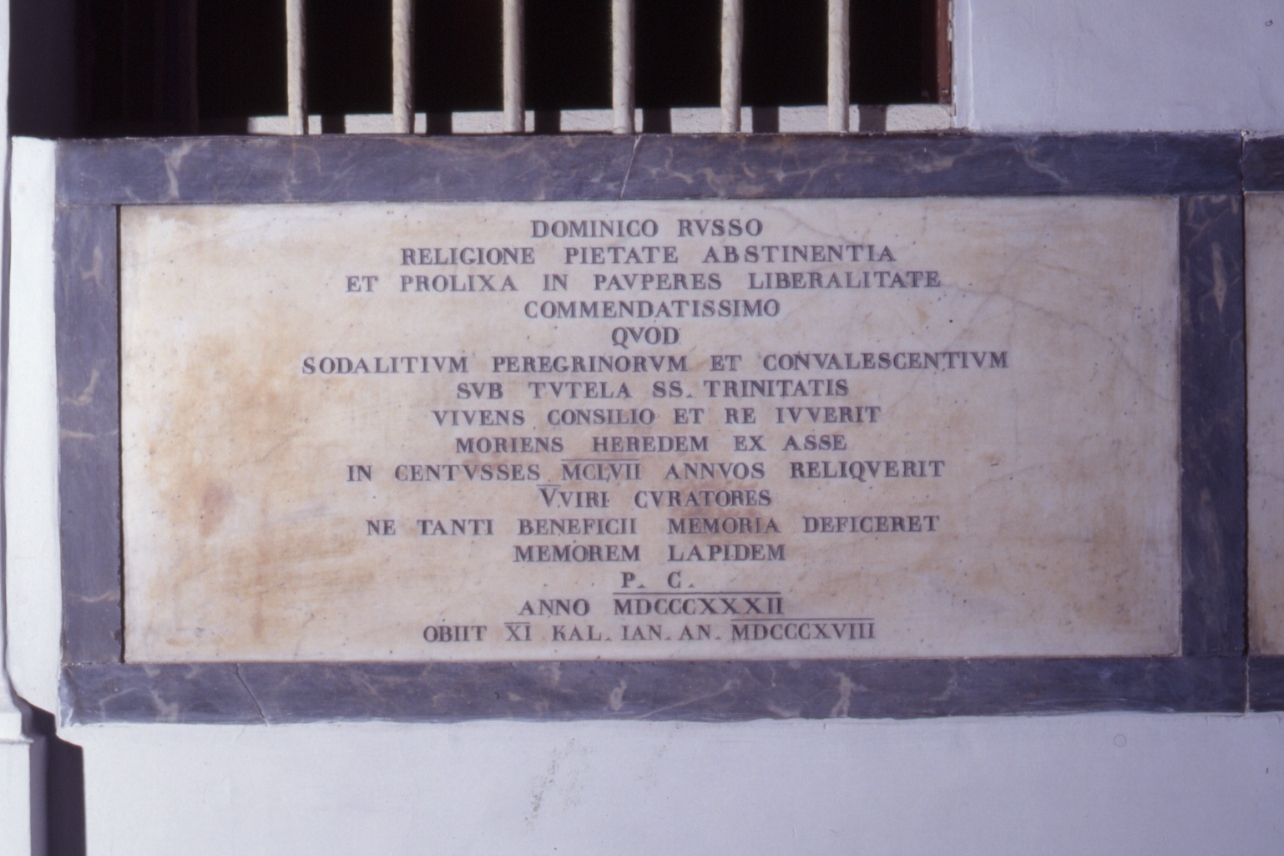 DOMINICO RVSSO
RELIGIONE PIETATE ABSTINENTIA
ET PROLIXA IN PAVPERES LIBERALITATE
COMMENDATISSIMO
QVOD
SODALITIVM PEREGRINORVM ET CONVALESCENTIVM
SVB TVTELA SS. TRINITATIS
VIVENS CONSILIO ET RE IVVERIT
MORIENS HEREDEM EX ASSE
IN CENTVSSES MCLVII ANNVOS RELIQVERIT
V.VIRI CVRATORES
NE TANTI BENEFICII MEMORIA DEFICERET
MEMOREM LAPIDEM
P. C.
ANNO MDCCCXXXII
OBIIT XI KAL. IAN. AN. MDCCCXVIII